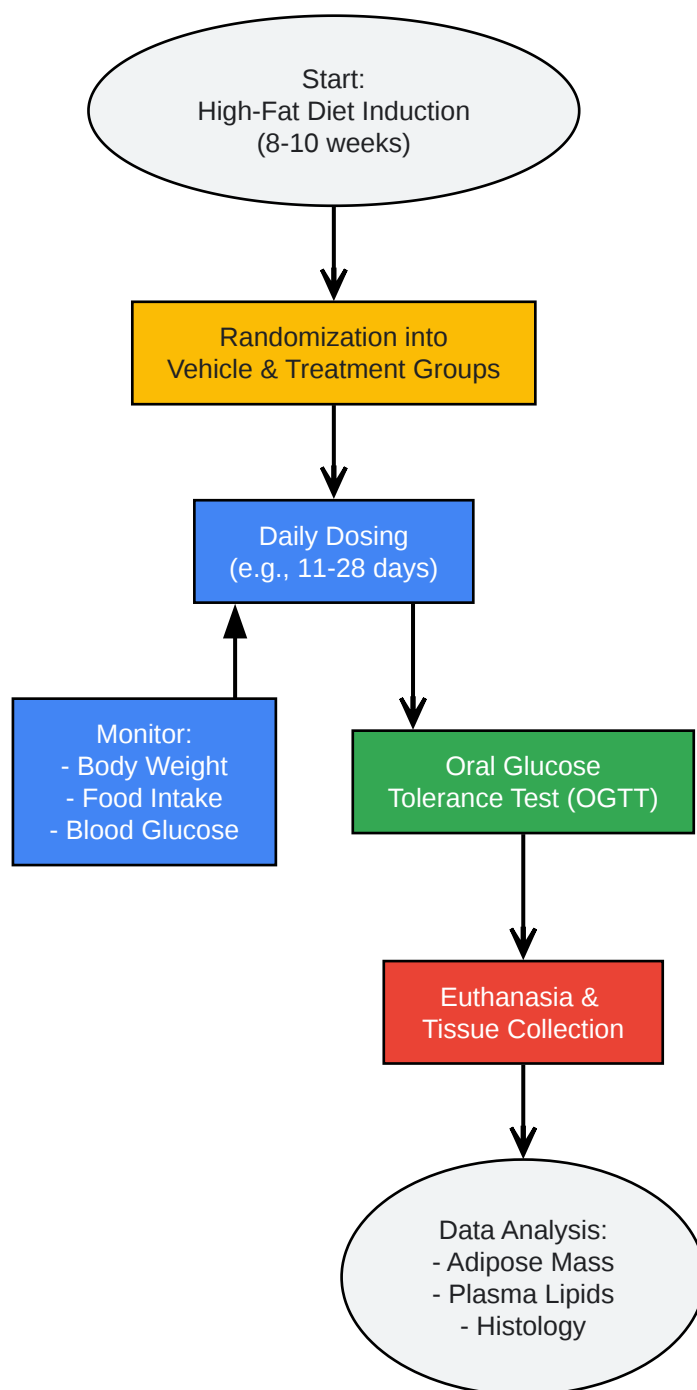 Start:
High-Fat Diet Induction
(8-10 weeks)
Randomization into
Vehicle & Treatment Groups
Daily Dosing
(e.g., 11-28 days)
Monitor:
- Body Weight
- Food Intake
- Blood Glucose
Oral Glucose
Tolerance Test (OGTT)
Euthanasia &
Tissue Collection
Data Analysis:
- Adipose Mass
- Plasma Lipids
- Histology